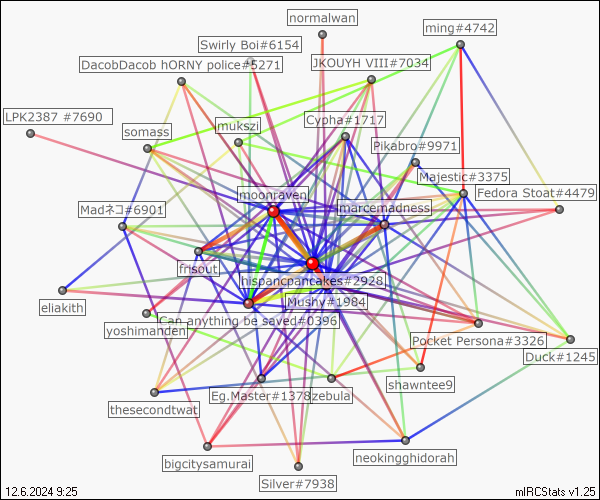 normalwan
ming#4742
Swirly Boi#6154
DacobDacob hORNY police#5271
JKOUYH VIII#7034
LPK2387 #7690
Cypha#1717
mukszi
somass
Pikabro#9971
Majestic#3375
Fedora Stoat#4479
moonraven
marcemadness
Madネコ#6901
frisout
hispancpancakes#2928
Mushy#1984
eliakith
Can anything be saved#0396
yoshimanden
Pocket Persona#3326
Duck#1245
shawntee9
Eg.Master#1378
zebula
thesecondtwat
neokingghidorah
bigcitysamurai
Silver#7938
12.6.2024 9:25
mIRCStats v1.25